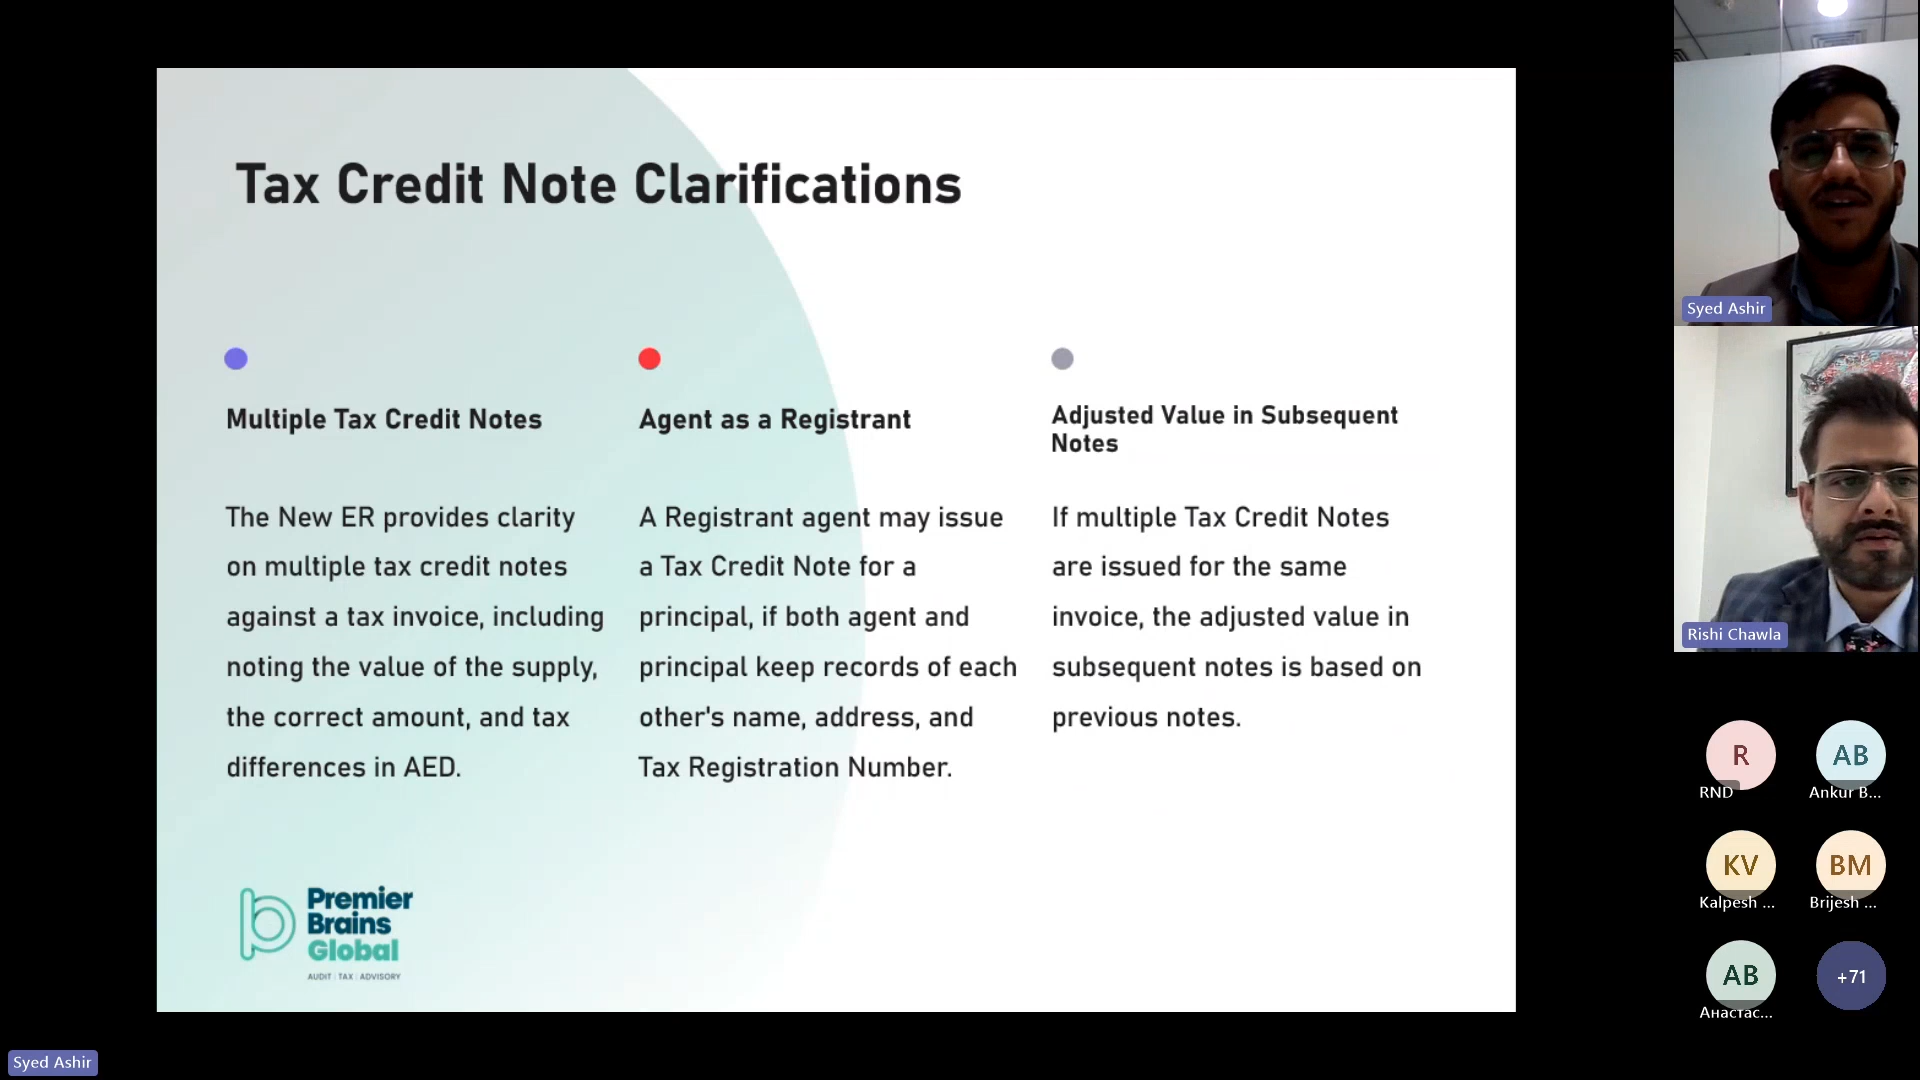 Tax Credit Note Clarifications
Multiple Tax Credit Notes
The New ER provides clarity
on multiple tax credit notes
against a tax invoice, including
noting the value of the supply,
the correct amount, and tax
differences in AED.
Agent as a Registrant
A Registrant agent may issue
a Tax Credit Note for a
principal, if both agent and
principal keep records of each
other's name, address, and
Tax Registration Number.
Adjusted Value in Subsequent
Notes
If multiple Tax Credit Notes
are issued for the same
invoice, the adjusted value in
subsequent notes is based on
previous notes.
Premier
Brains
Global
AUDIT | TAX | ADVISORY
Syed Ashir
Rishi Chawla
R
RND
AB
Ankur B...
KV
Kalpesh ...
BM
Brijesh ...
AB
Анастас...
+71
Syed Ashir